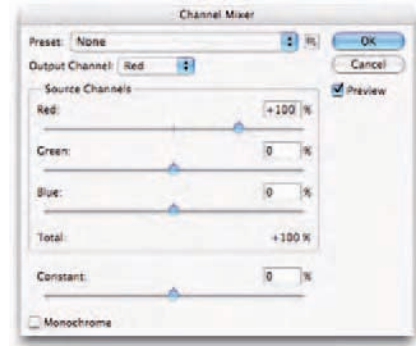 Channel Mixer
Preset: None
OK
Output Channel: Red
Cancel
Source Channels
Preview
Red: +100 %
Green: 0 %
Blue: 0 %
Total: +100 %
Constant: 0 %
Monochrome